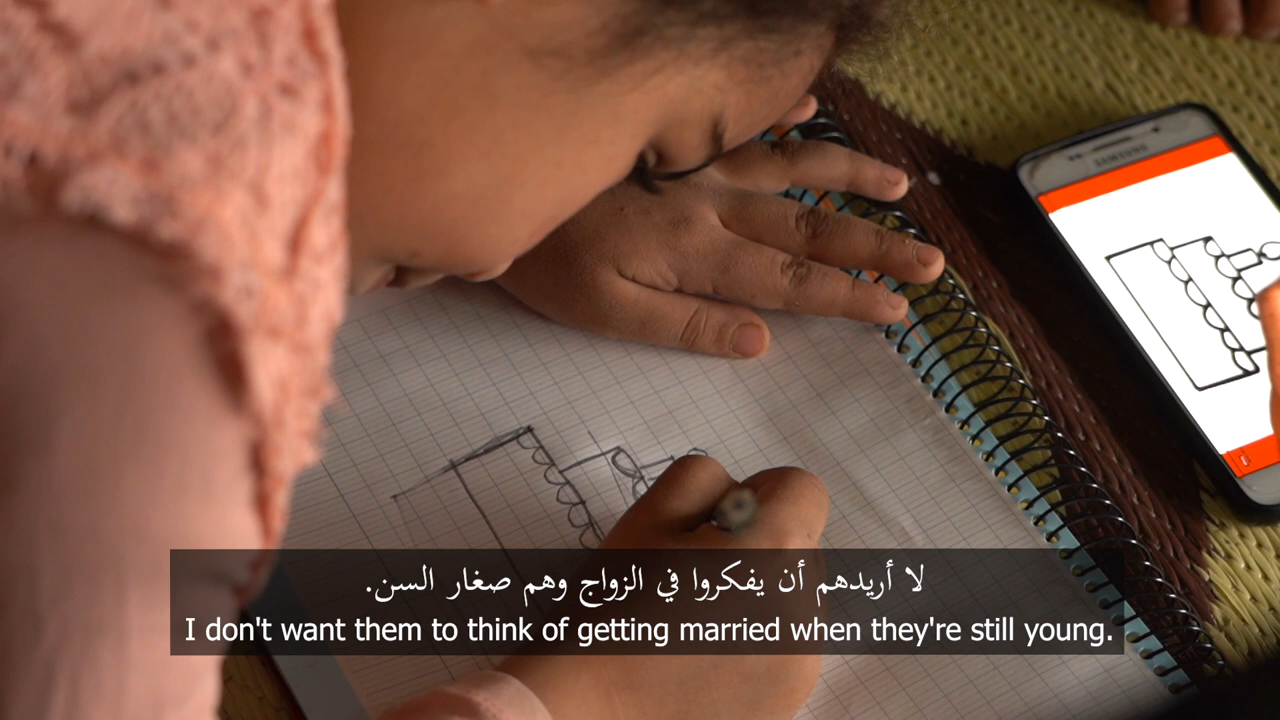 SAMSUNG
لا أريدهم أن يفكروا في الزواج وهم صغار السن.
I don't want them to think of getting married when they're still young.